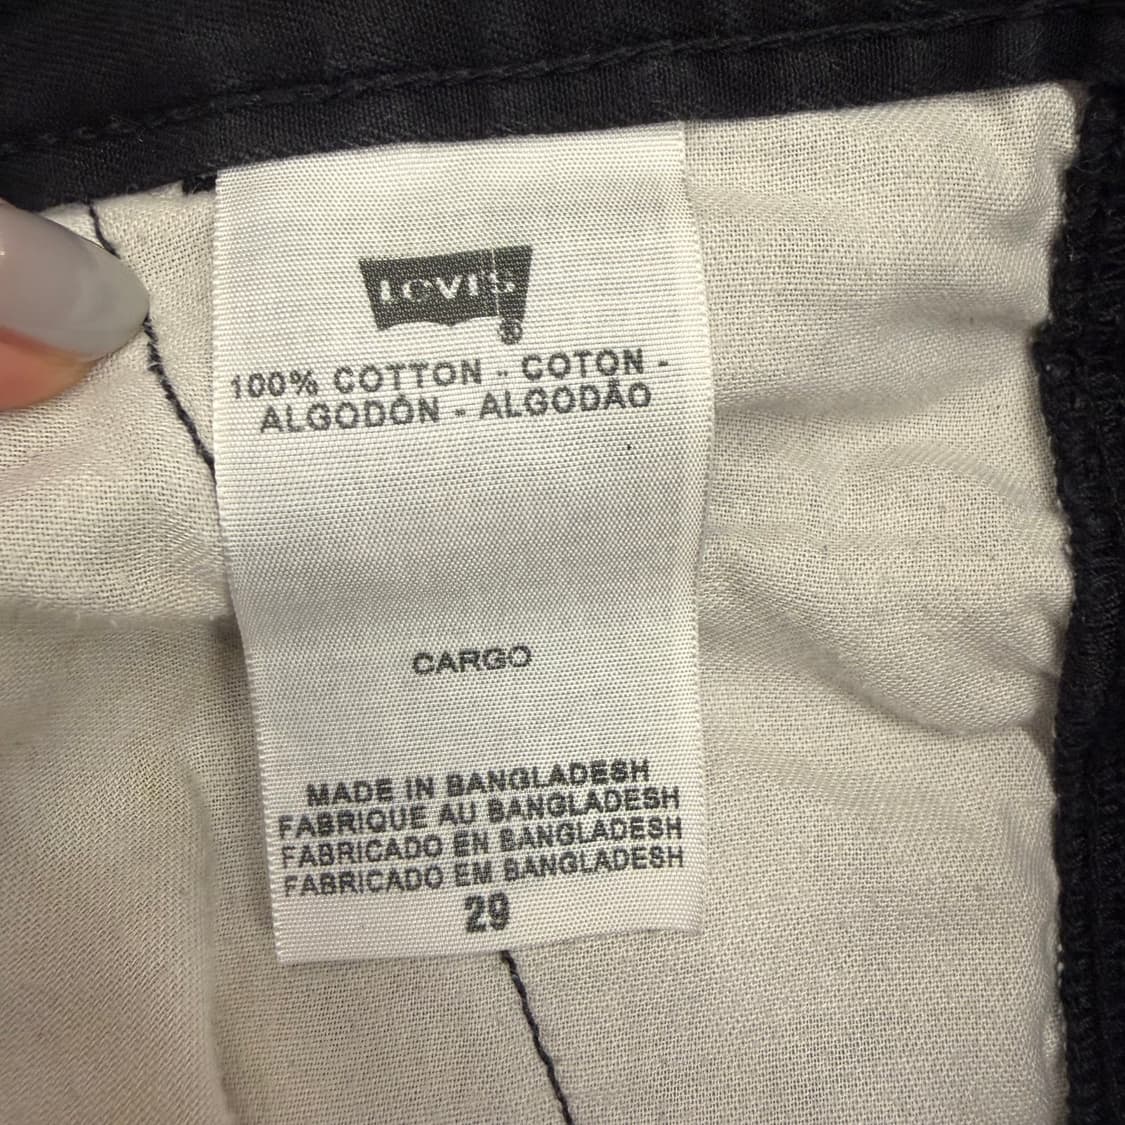 LEVI'S
®
100% COTTON - COTON -
ALGODÓN - ALGODÃO
CARGO
MADE IN BANGLADESH
FABRIQUE AU BANGLADESH
FABRICADO EN BANGLADESH
FABRICADO EM BANGLADESH
29